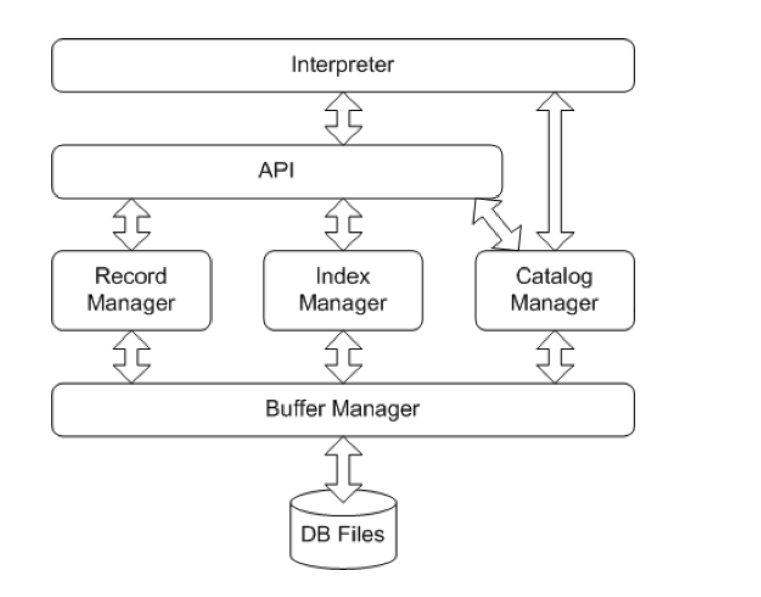 Interpreter
API
Record
Manager
Index
Manager
Catalog
Manager
Buffer Manager
DB Files